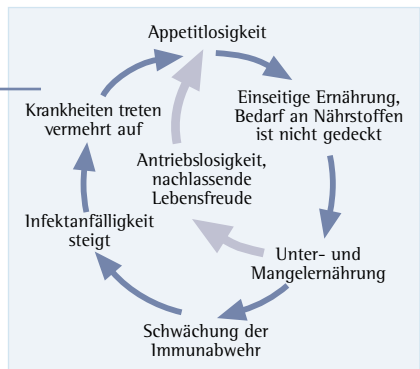 Appetitlosigkeit
Einseitige Ernährung,
Bedarf an Nährstoffen
ist nicht gedeckt
Unter- und
Mangelernährung
Schwächung der
Immunabwehr
Infektanfälligkeit
steigt
Krankheiten treten
vermehrt auf
Antriebslosigkeit,
nachlassende
Lebensfreude